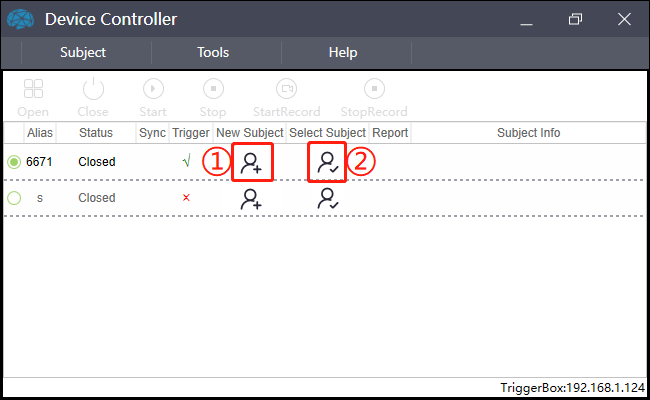 Device Controller
Subject Tools Help
Open Close Start Stop StartRecord StopRecord
Alias Status Sync Trigger New Subject Select Subject Report Subject Info
6671 Closed √ ① ②
s Closed ×
TriggerBox:192.168.1.124